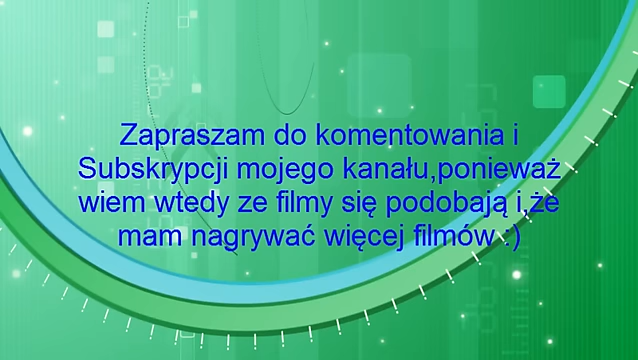 Zapraszam do komentowania i
Subskrypcji mojego kanału,ponieważ
wiem wtedy ze filmy się podobają i,że
mam nagrywać więcej filmów :)